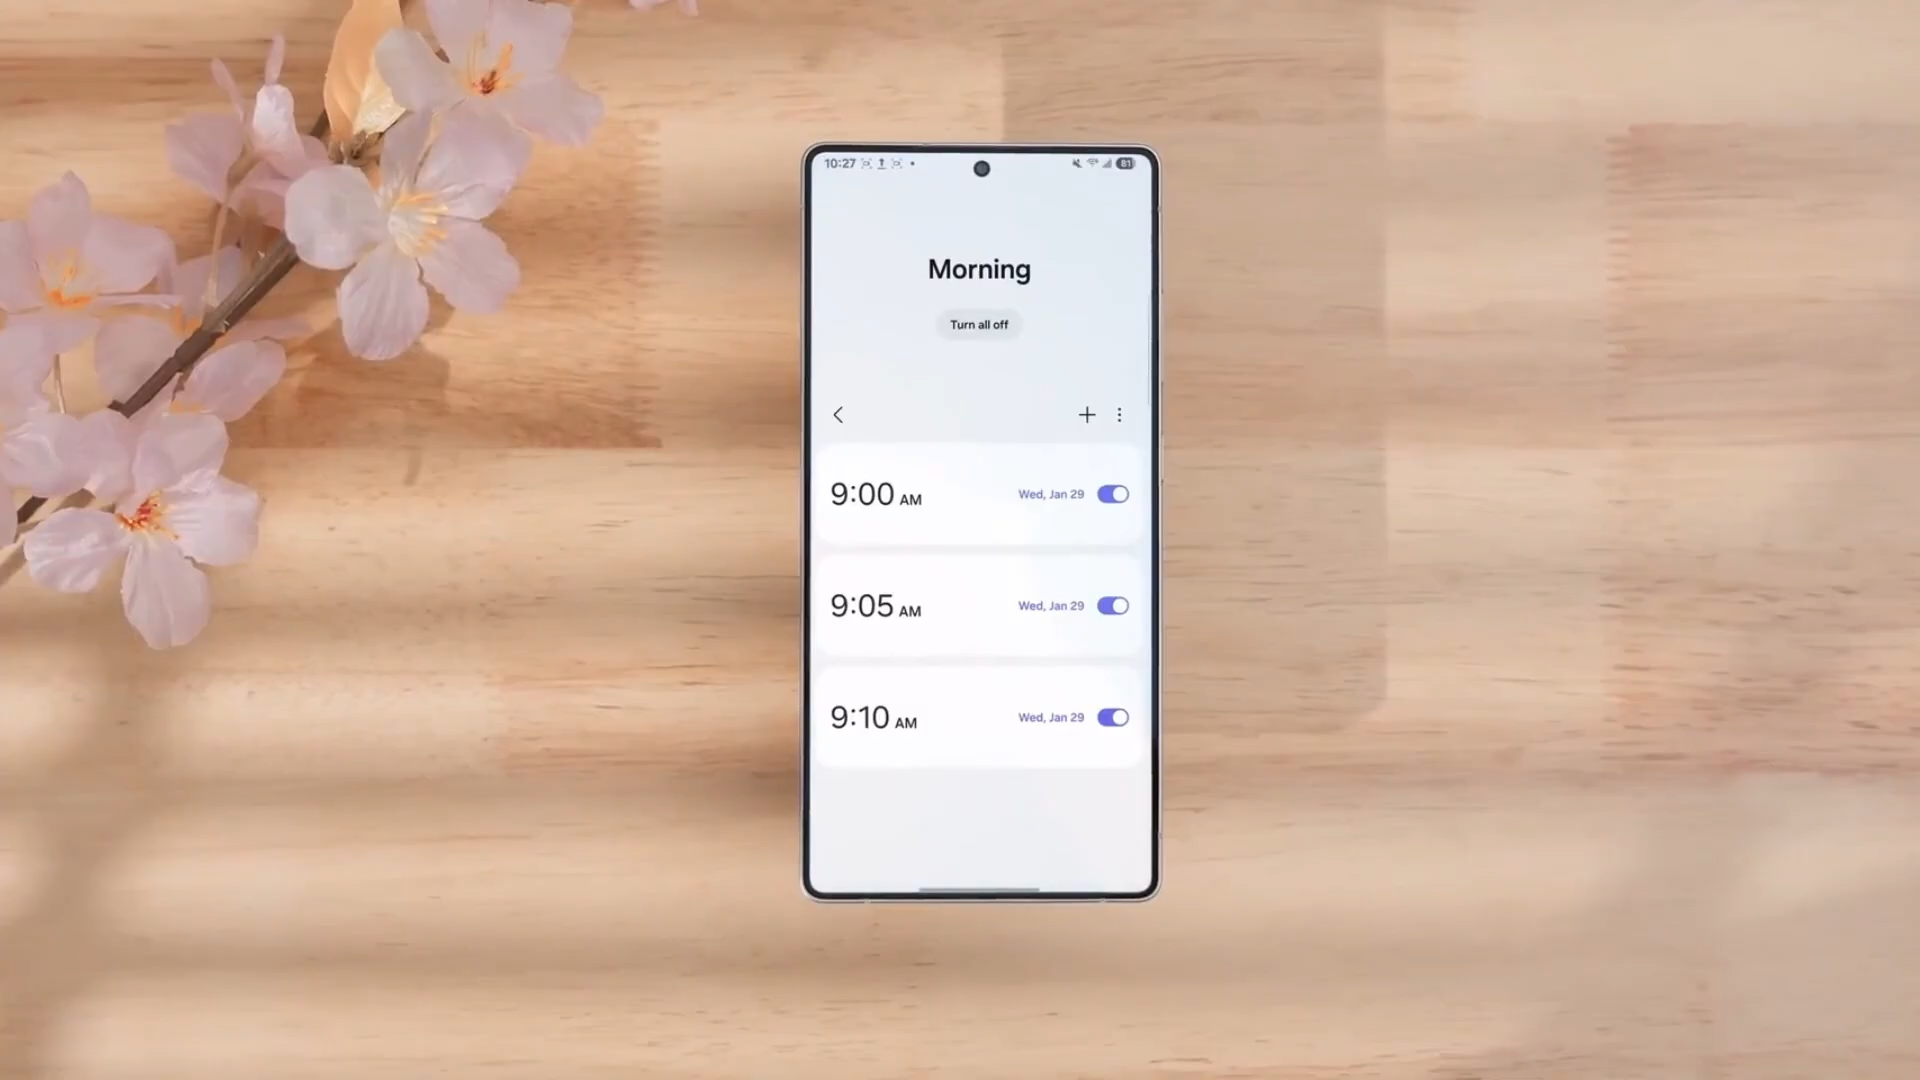 10:27
81
Morning
Turn all off
9:00 AM Wed, Jan 29
9:05 AM Wed, Jan 29
9:10 AM Wed, Jan 29